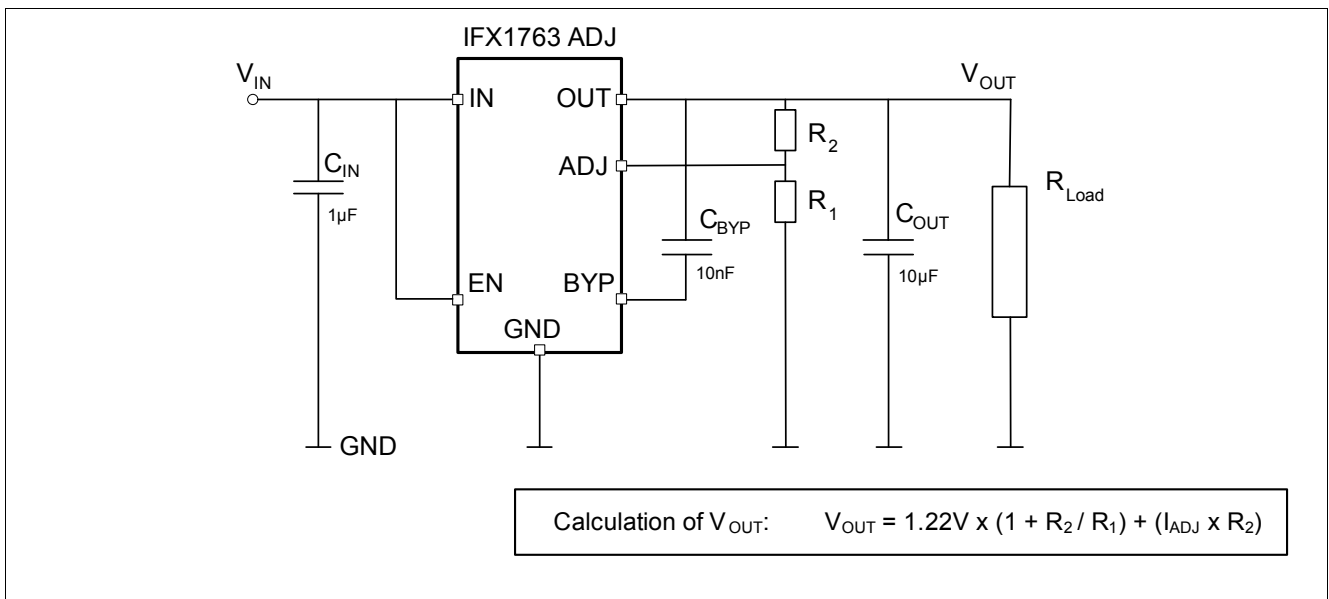 IFX1763 ADJ
V_IN
V_OUT
IN
OUT
R_2
ADJ
C_IN
1µF
R_1
R_Load
C_BYP
10nF
C_OUT
10µF
EN
BYP
GND
GND
Calculation of V_OUT: V_OUT = 1.22V x (1 + R_2 / R_1) + (I_ADJ x R_2)